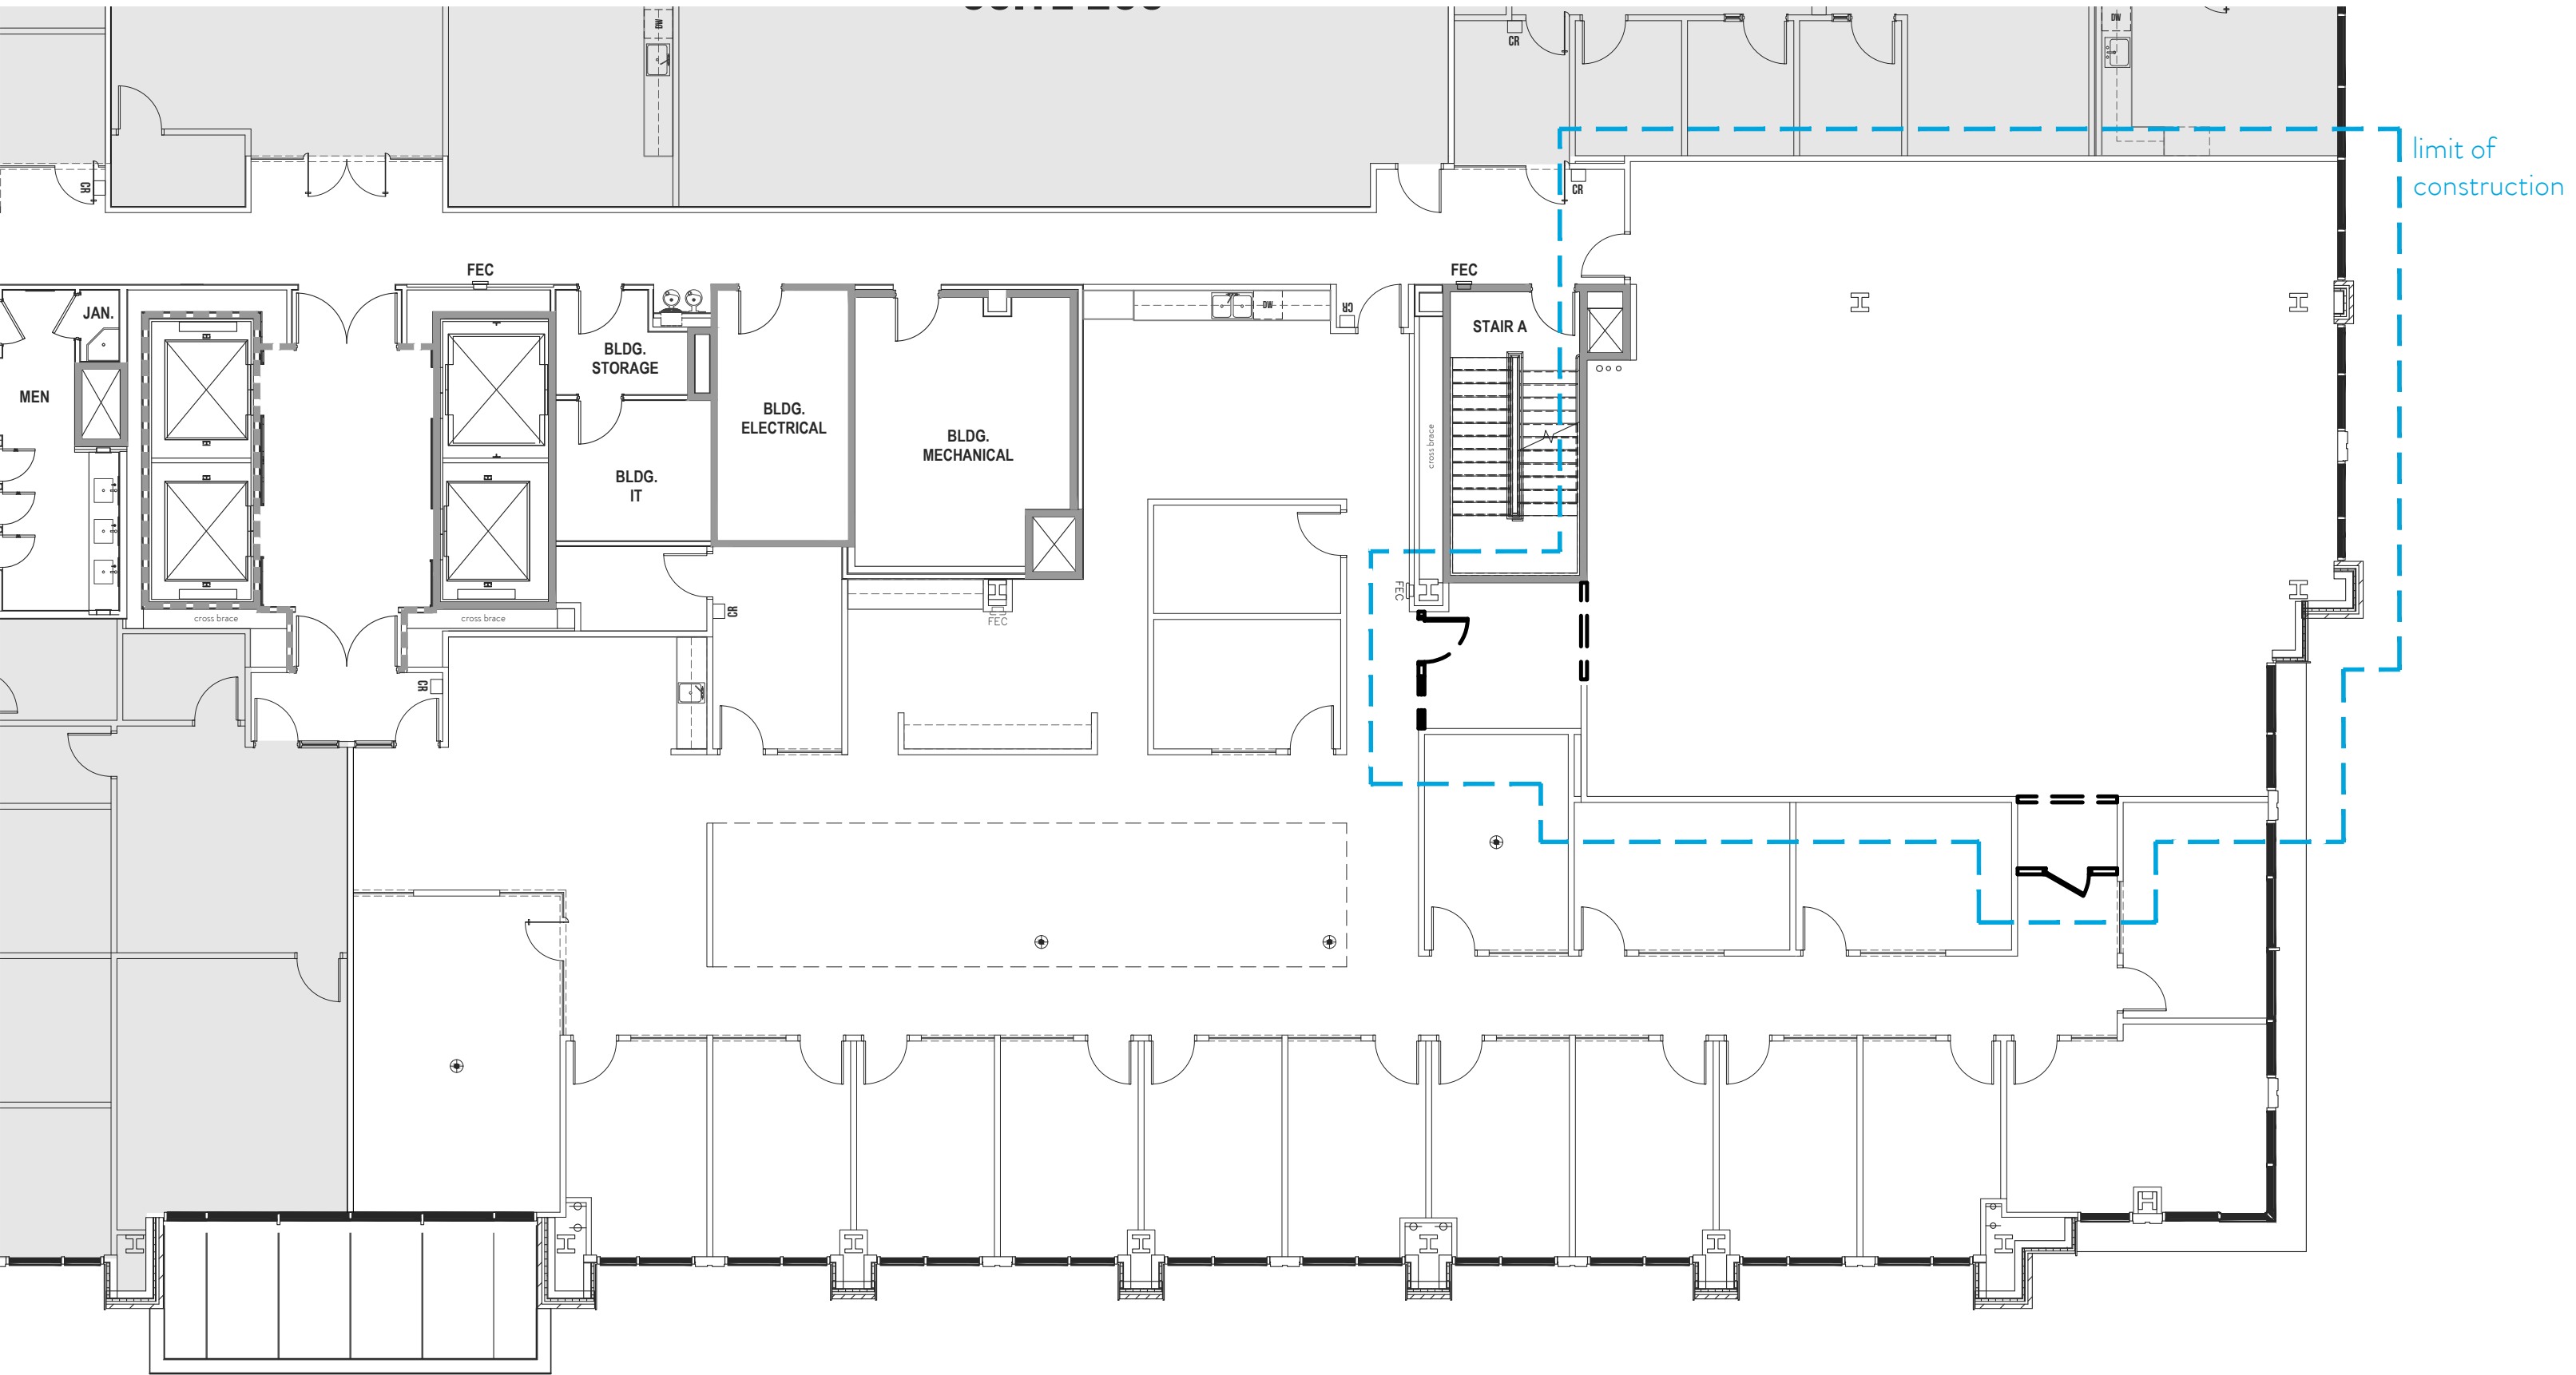 DW
DW
CR
limit of
construction
CR
CR
FEC
FEC
JAN.
DW
CR
STAIR A
BLDG.
STORAGE
MEN
BLDG.
ELECTRICAL
BLDG.
MECHANICAL
cross brace
BLDG.
IT
FEC
CR
cross brace
cross brace
FEC
CR